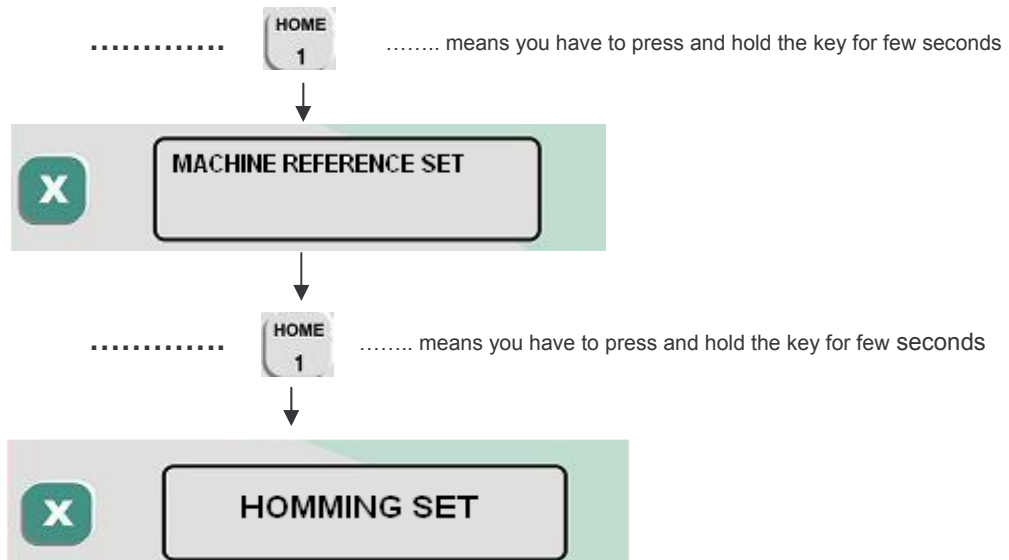 ............. HOME …….. means you have to press and hold the key for few seconds
1
X MACHINE REFERENCE SET
............. HOME …….. means you have to press and hold the key for few seconds
1
X HOMMING SET